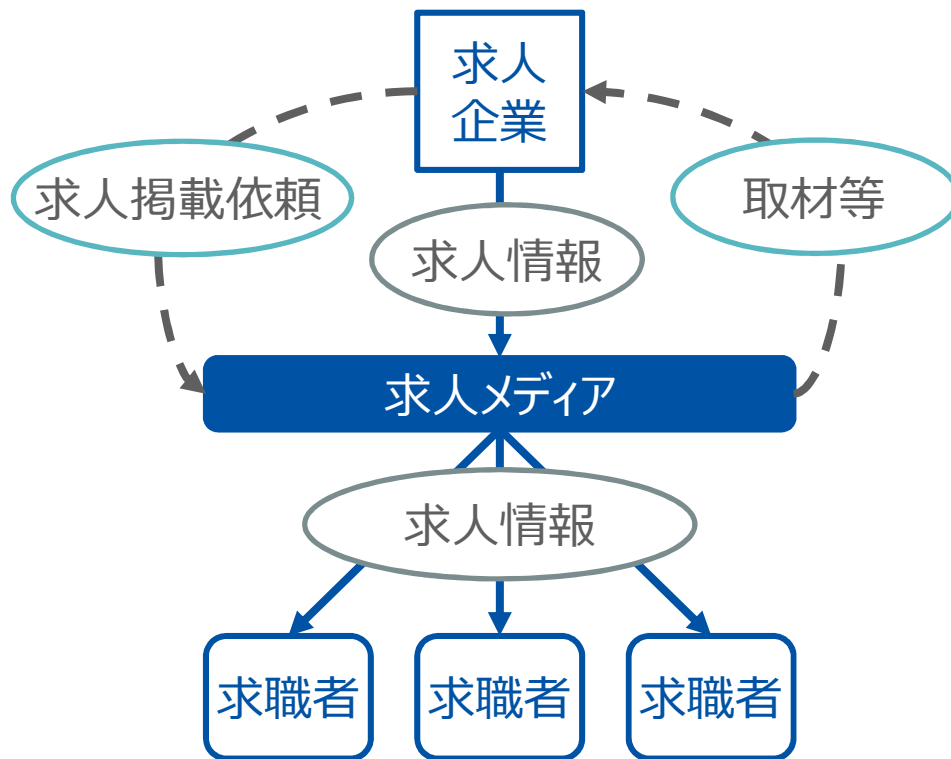 求人
企業
求人掲載依頼
取材等
求人情報
求人メディア
求人情報
求職者
求職者
求職者